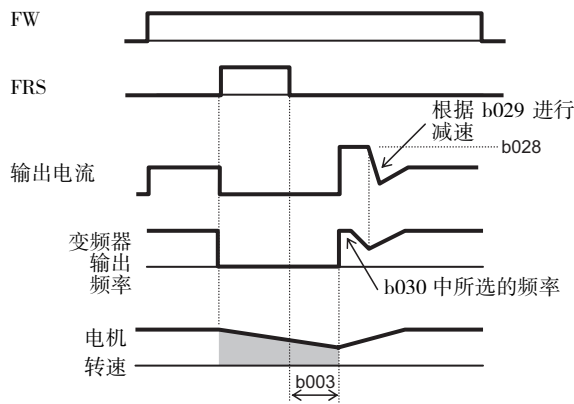 FW
FRS
根据 b029 进行
减速
b028
输出电流
变频器
输出
频率
b030 中所选的频率
电机
转速
b003